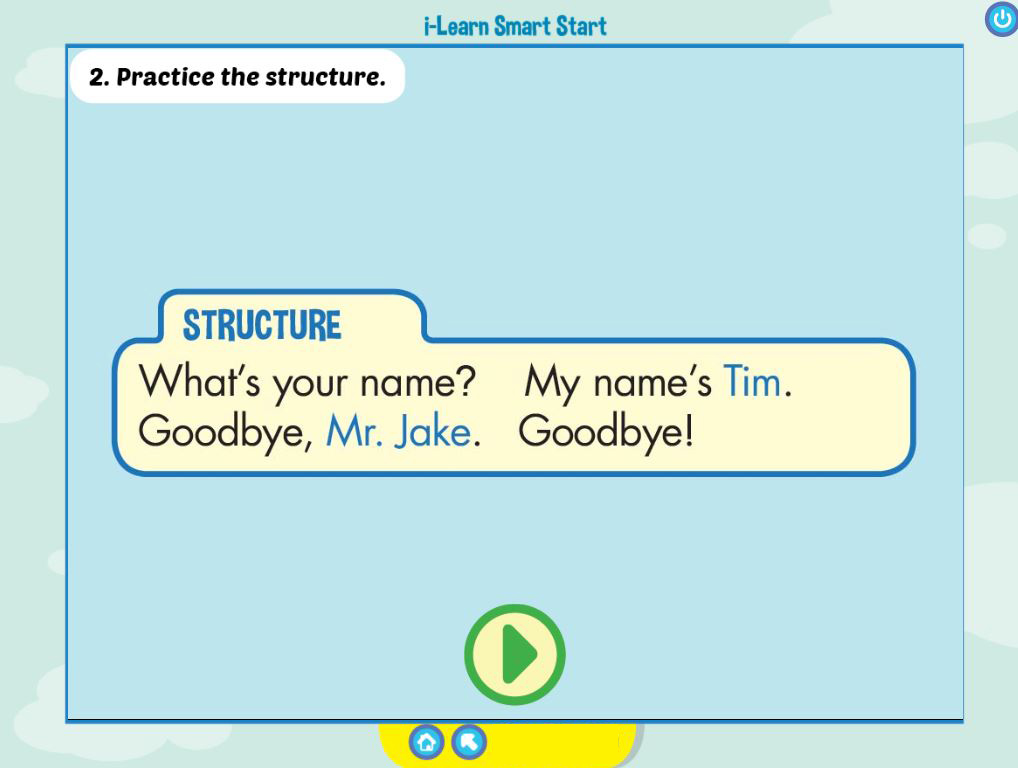 i-Learn Smart Start
2. Practice the structure.
STRUCTURE
What's your name? My name's Tim.
Goodbye, Mr. Jake. Goodbye!